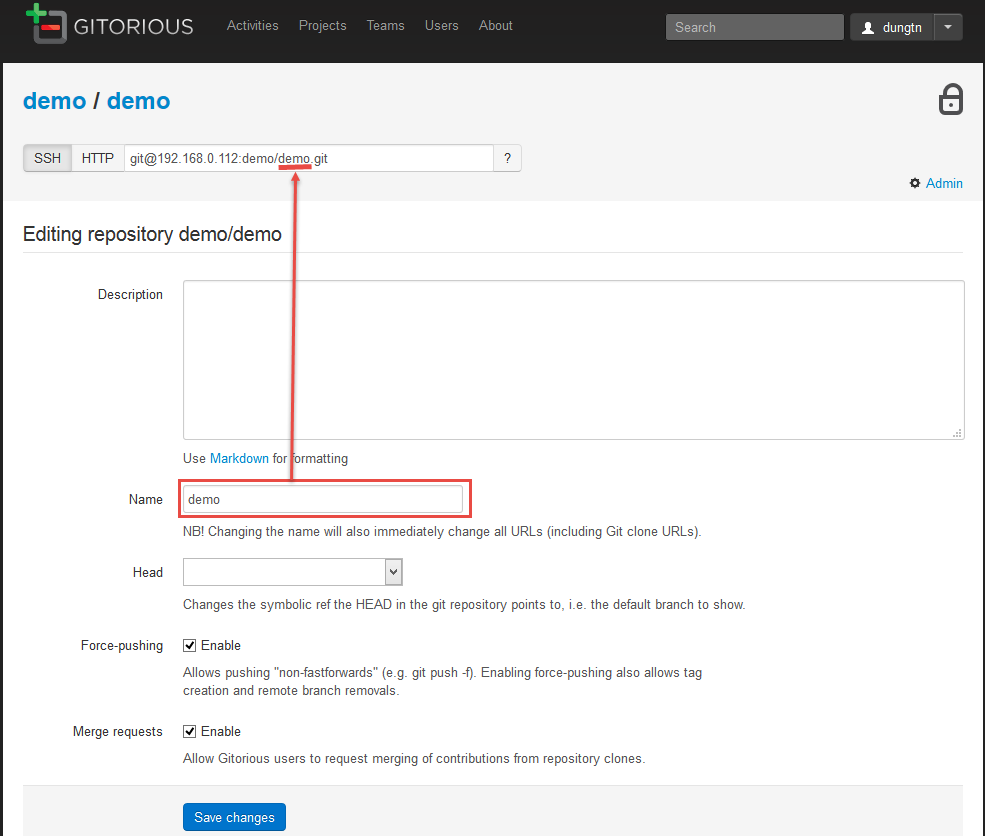 GITORIOUS Activities Projects Teams Users About Search dungtn
demo / demo
SSH HTTP git@192.168.0.112:demo/demo.git ?
Admin
Editing repository demo/demo
Description
Use Markdown for formatting
Name demo
NB! Changing the name will also immediately change all URLs (including Git clone URLs).
Head
Changes the symbolic ref the HEAD in the git repository points to, i.e. the default branch to show.
Force-pushing Enable
Allows pushing "non-fastforwards" (e.g. git push -f). Enabling force-pushing also allows tag
creation and remote branch removals.
Merge requests Enable
Allow Gitorious users to request merging of contributions from repository clones.
Save changes